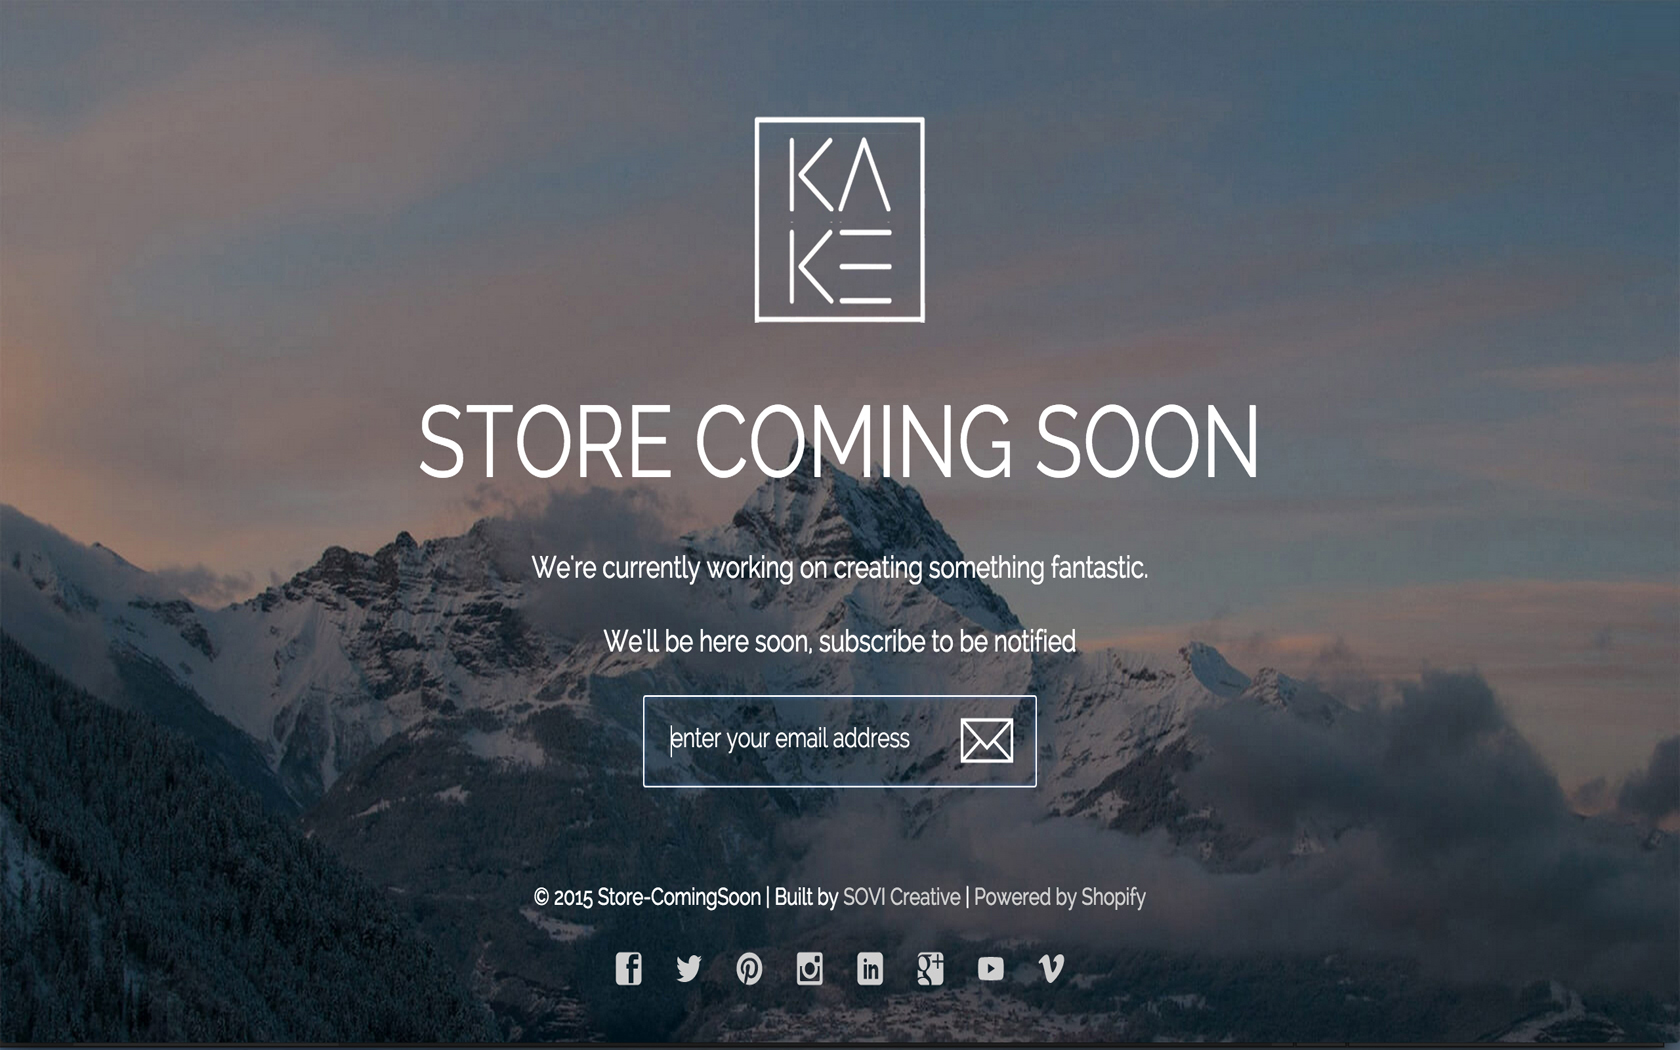 KA
KE
STORE COMING SOON
We're currently working on creating something fantastic.
We'll be here soon, subscribe to be notified
enter your email address
© 2015 Store-ComingSoon | Built by SOVI Creative | Powered by Shopify